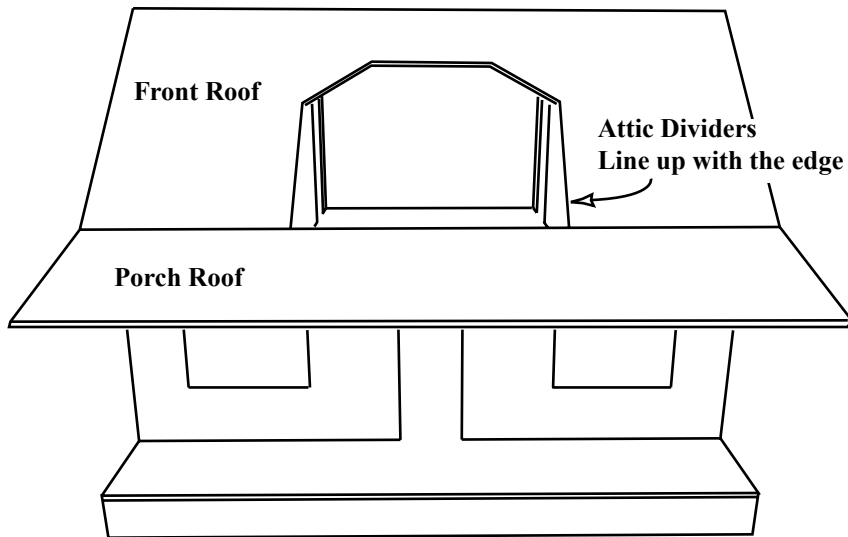 Front Roof
Attic Dividers
Line up with the edge
Porch Roof